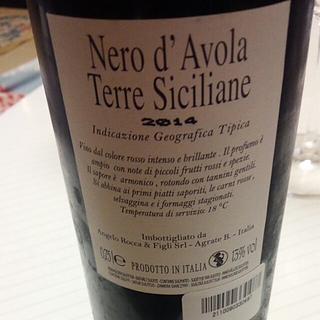 Nero d'Avola
Terre Siciliane
2014
Indicazione Geografica Tipica
Vino dal colore rosso intenso e brillante. Il profumo è
ampio con note di piccoli frutti rossi e spezie.
Il sapore è armonico, rotondo con tannini gentili.
Si abbina ai primi piatti saporiti, le carni rosse,
selvaggina e i formaggi stagionati.
Temperatura di servizio: 18 °C
Imbottigliato da
Angelo Rocca & Figli Srl - Agrate B. - Italia
0,75 l e PRODOTTO IN ITALIA 13% vol